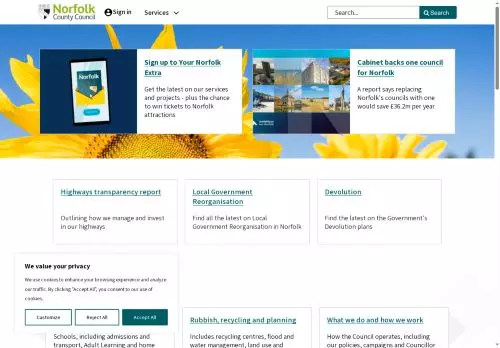 Norfolk
County Council
Sign in
Services
Search...
Search
Norfolk
Sign up to Your Norfolk
Extra
Get the latest on our services
and projects - plus the chance
to win tickets to Norfolk
attractions
Cabinet backs one council
for Norfolk
A report says replacing
Norfolk's councils with one
would save £36.2m per year
Highways transparency report
Outlining how we manage and invest
in our highways
Local Government
Reorganisation
Find all the latest on Local
Government Reorganisation in Norfolk
Devolution
Find the latest on the Government's
Devolution plans
We value your privacy
We use cookies to enhance your browsing experience and analyze
our traffic. By clicking "Accept All", you consent to our use of
cookies.
Customize
Reject All
Accept All
Schools, including admissions and
transport, Adult Learning and home
Rubbish, recycling and planning
Includes recycling centres, flood and
water management, land use and
What we do and how we work
How the Council operates, including
our policies, campaigns and Councillor